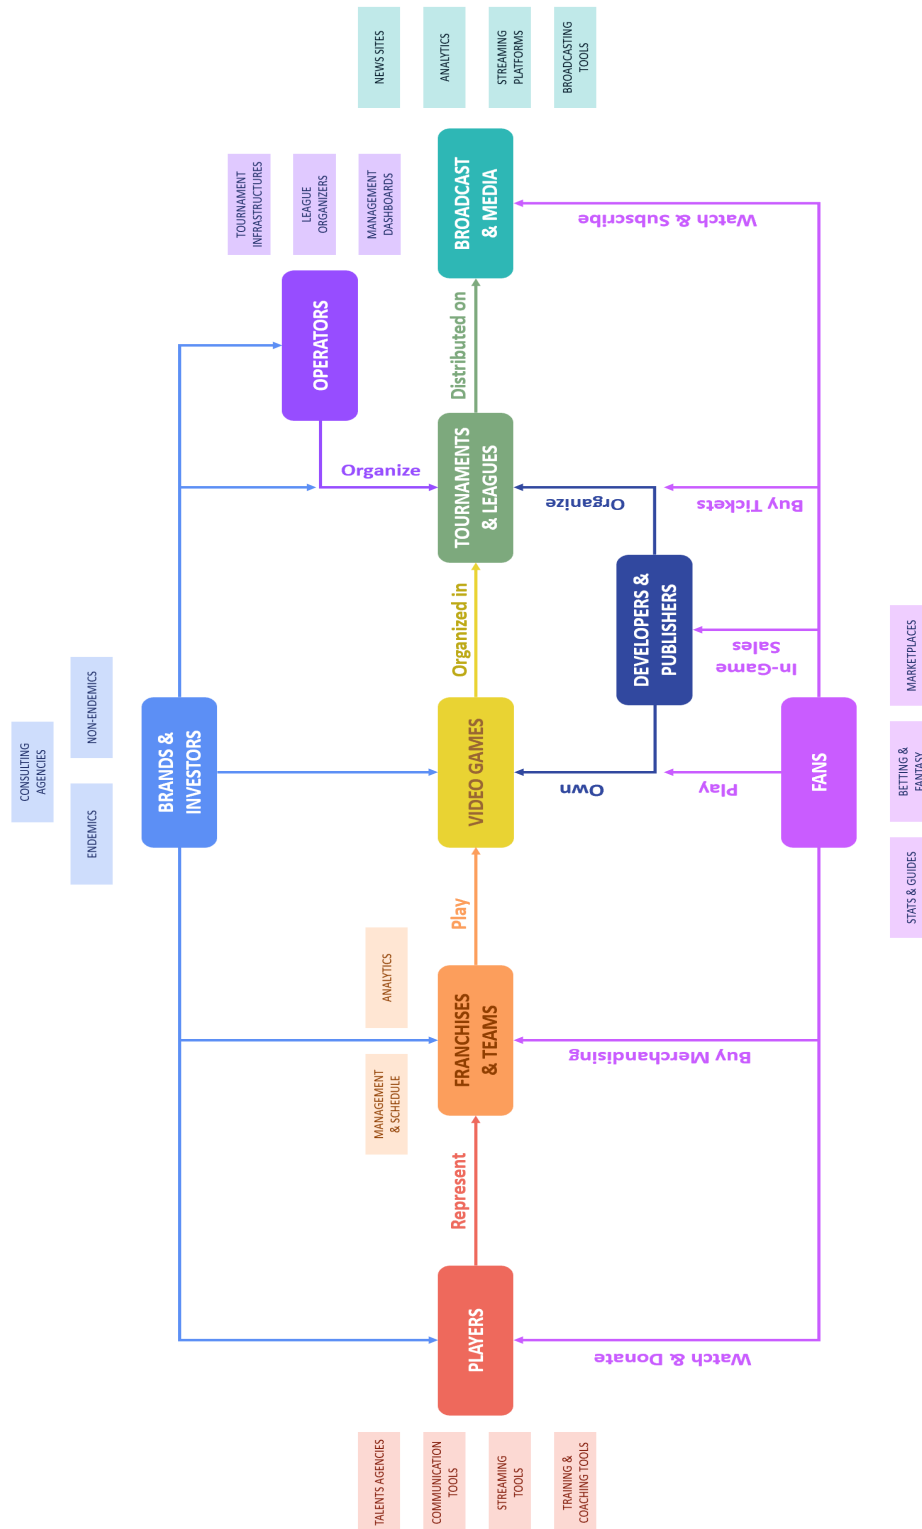 CONSULTING
AGENCIES
ENDEMICS
NON-ENDEMICS
BRANDS &
INVESTORS
TOURNAMENT
INFRASTRUCTURES
LEAGUE
ORGANIZERS
MANAGEMENT
DASHBOARDS
OPERATORS
Organize
TALENTS AGENCIES
COMMUNICATION
TOOLS
STREAMING
TOOLS
TRAINING &
COACHING TOOLS
PLAYERS
Represent
MANAGEMENT
& SCHEDULE
ANALYTICS
FRANCHISES
& TEAMS
Play
VIDEO GAMES
Organized in
TOURNAMENTS
& LEAGUES
Distributed on
BROADCAST
& MEDIA
NEWS SITES
ANALYTICS
STREAMING
PLATFORMS
BROADCASTING
TOOLS
Own
Organize
DEVELOPERS &
PUBLISHERS
Watch & Donate
Buy Merchandising
Play
In-Game
Sales
Buy Tickets
Watch & Subscribe
FANS
STATS & GUIDES
BETTING &
FANTASY
MARKETPLACES